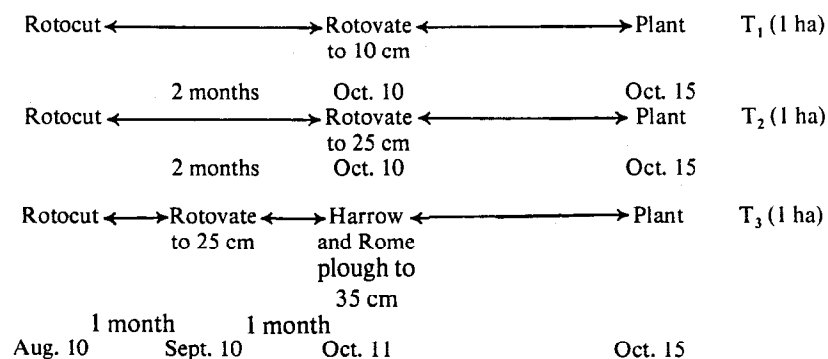 Rotocut Rotovate Plant T₁ (1 ha)
to 10 cm
2 months Oct. 10 Oct. 15
Rotocut Rotovate Plant T₂ (1 ha)
to 25 cm
2 months Oct. 10 Oct. 15
Rotocut Rotovate Harrow Plant T₃ (1 ha)
to 25 cm and Rome
plough to
35 cm
1 month 1 month
Aug. 10 Sept. 10 Oct. 11 Oct. 15